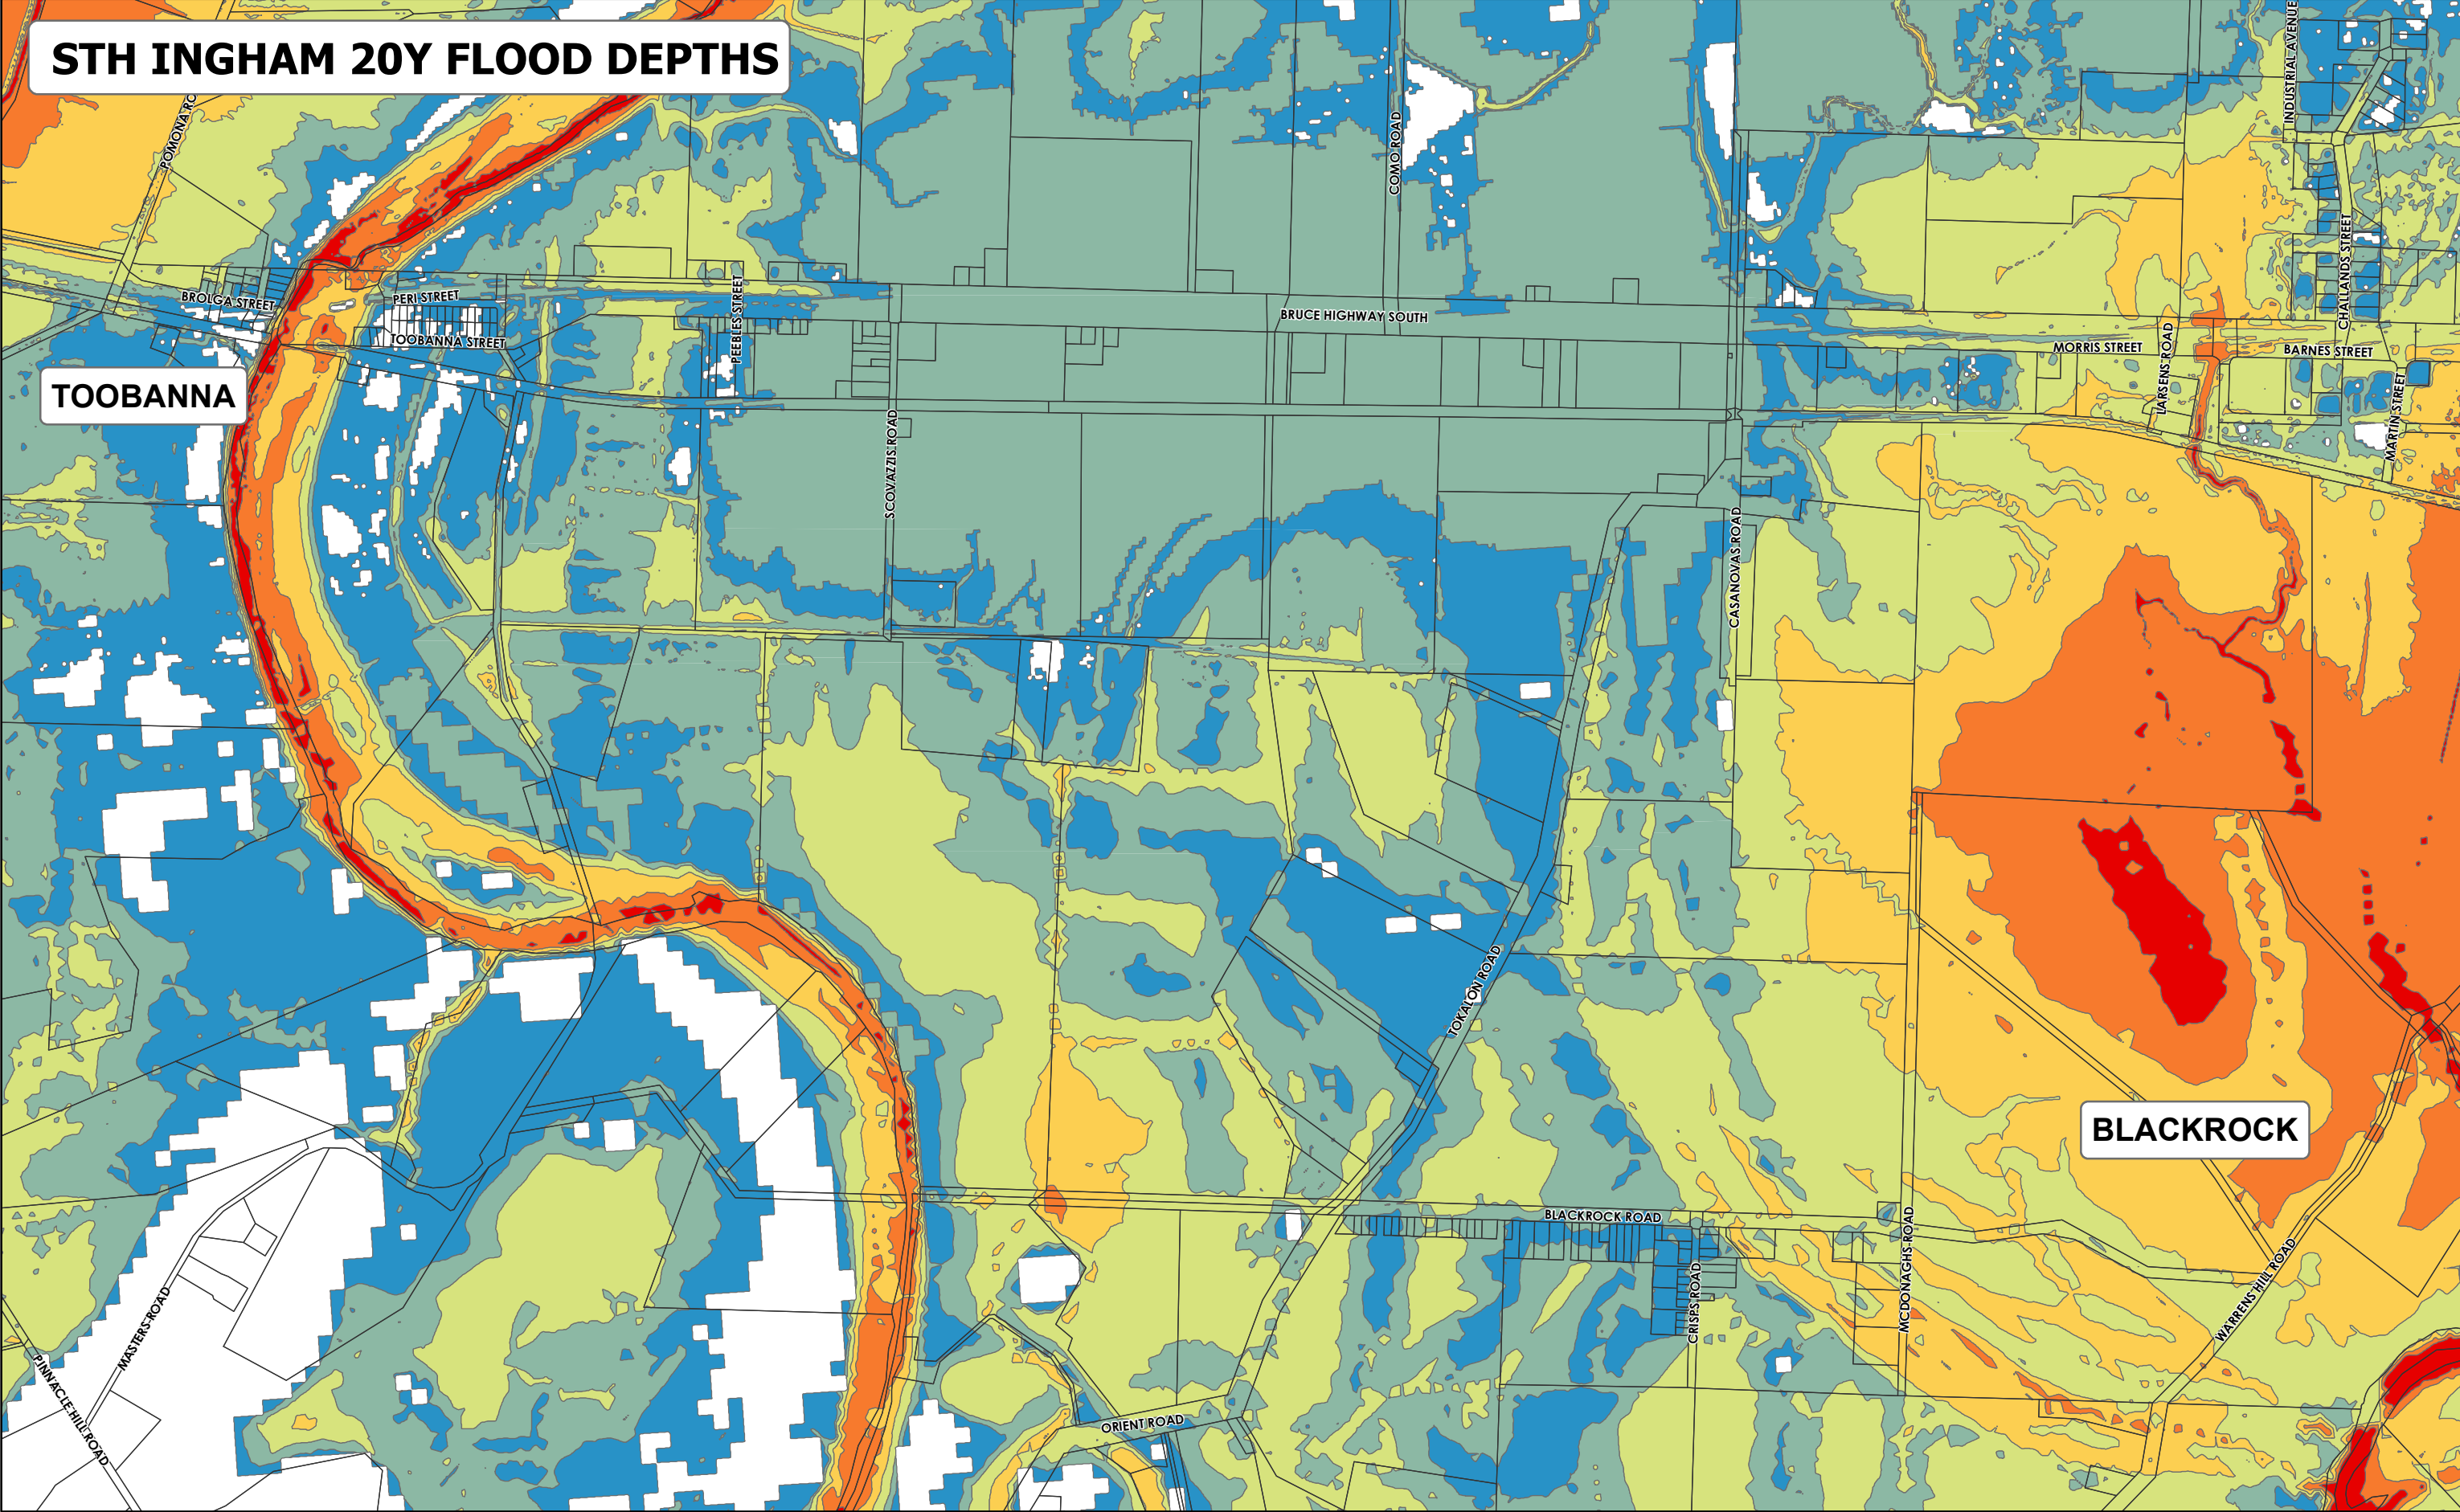 STH INGHAM 20Y FLOOD DEPTHS
INDUSTRIAL AVENUE
COMO ROAD
CHALLANDS STREET
BROLGA STREET
PERI STREET
TOOBANNA STREET
PEEBLES STREET
BRUCE HIGHWAY SOUTH
MORRIS STREET
LARSENS ROAD
BARNES STREET
MARTIN STREET
TOOBANNA
SCOVAZZIS ROAD
CASANOVAS ROAD
TOKALON ROAD
BLACKROCK
BLACKROCK ROAD
MCDONAGHS ROAD
WARRENS HILL ROAD
CRISPS ROAD
MASTERS ROAD
PINNACLE HILL ROAD
ORIENT ROAD